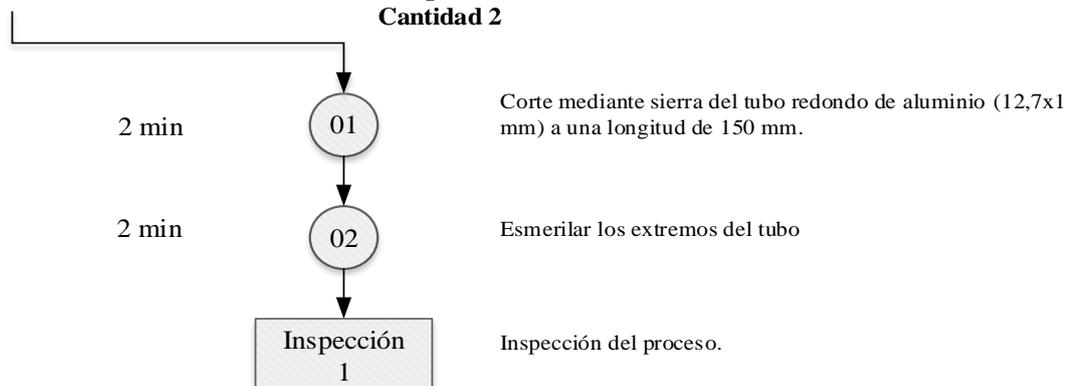 Cantidad 2
2 min
01
Corte mediante sierra del tubo redondo de aluminio (12,7x1
mm) a una longitud de 150 mm.
2 min
02
Esmerilar los extremos del tubo
Inspección
1
Inspección del proceso.